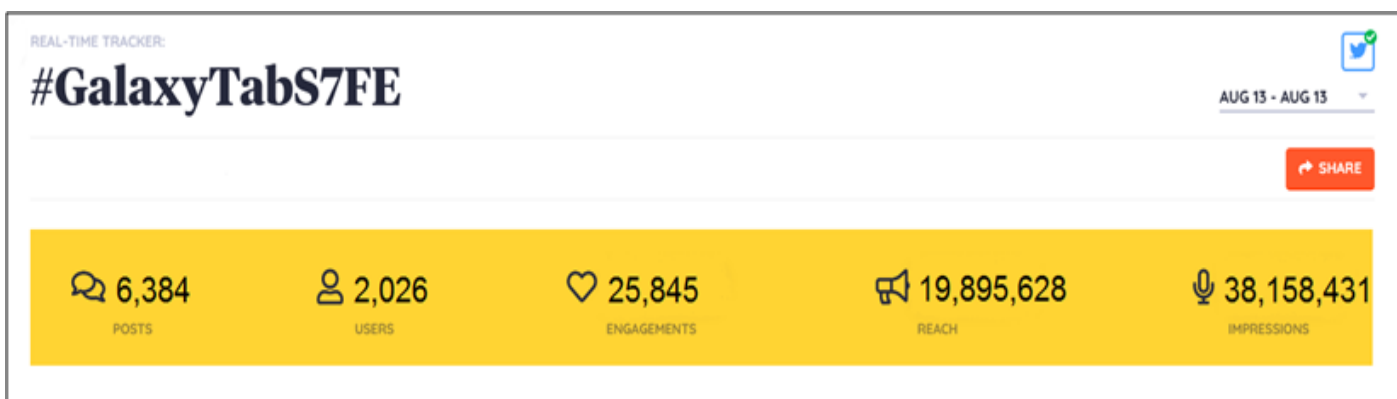 REAL-TIME TRACKER:
#GalaxyTabS7FE
AUG 13 - AUG 13
SHARE
6,384 2,026 25,845 19,895,628 38,158,431
POSTS USERS ENGAGEMENTS REACH IMPRESSIONS